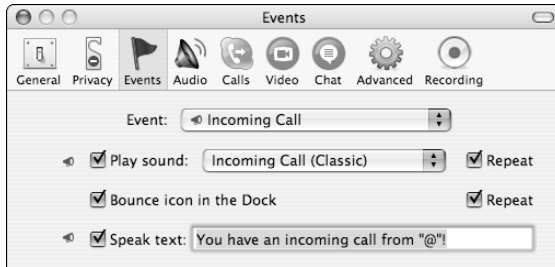 Events
General Privacy Events Audio Calls Video Chat Advanced Recording
Event: Incoming Call
Play sound: Incoming Call (Classic) Repeat
Bounce icon in the Dock Repeat
Speak text: You have an incoming call from "@"!